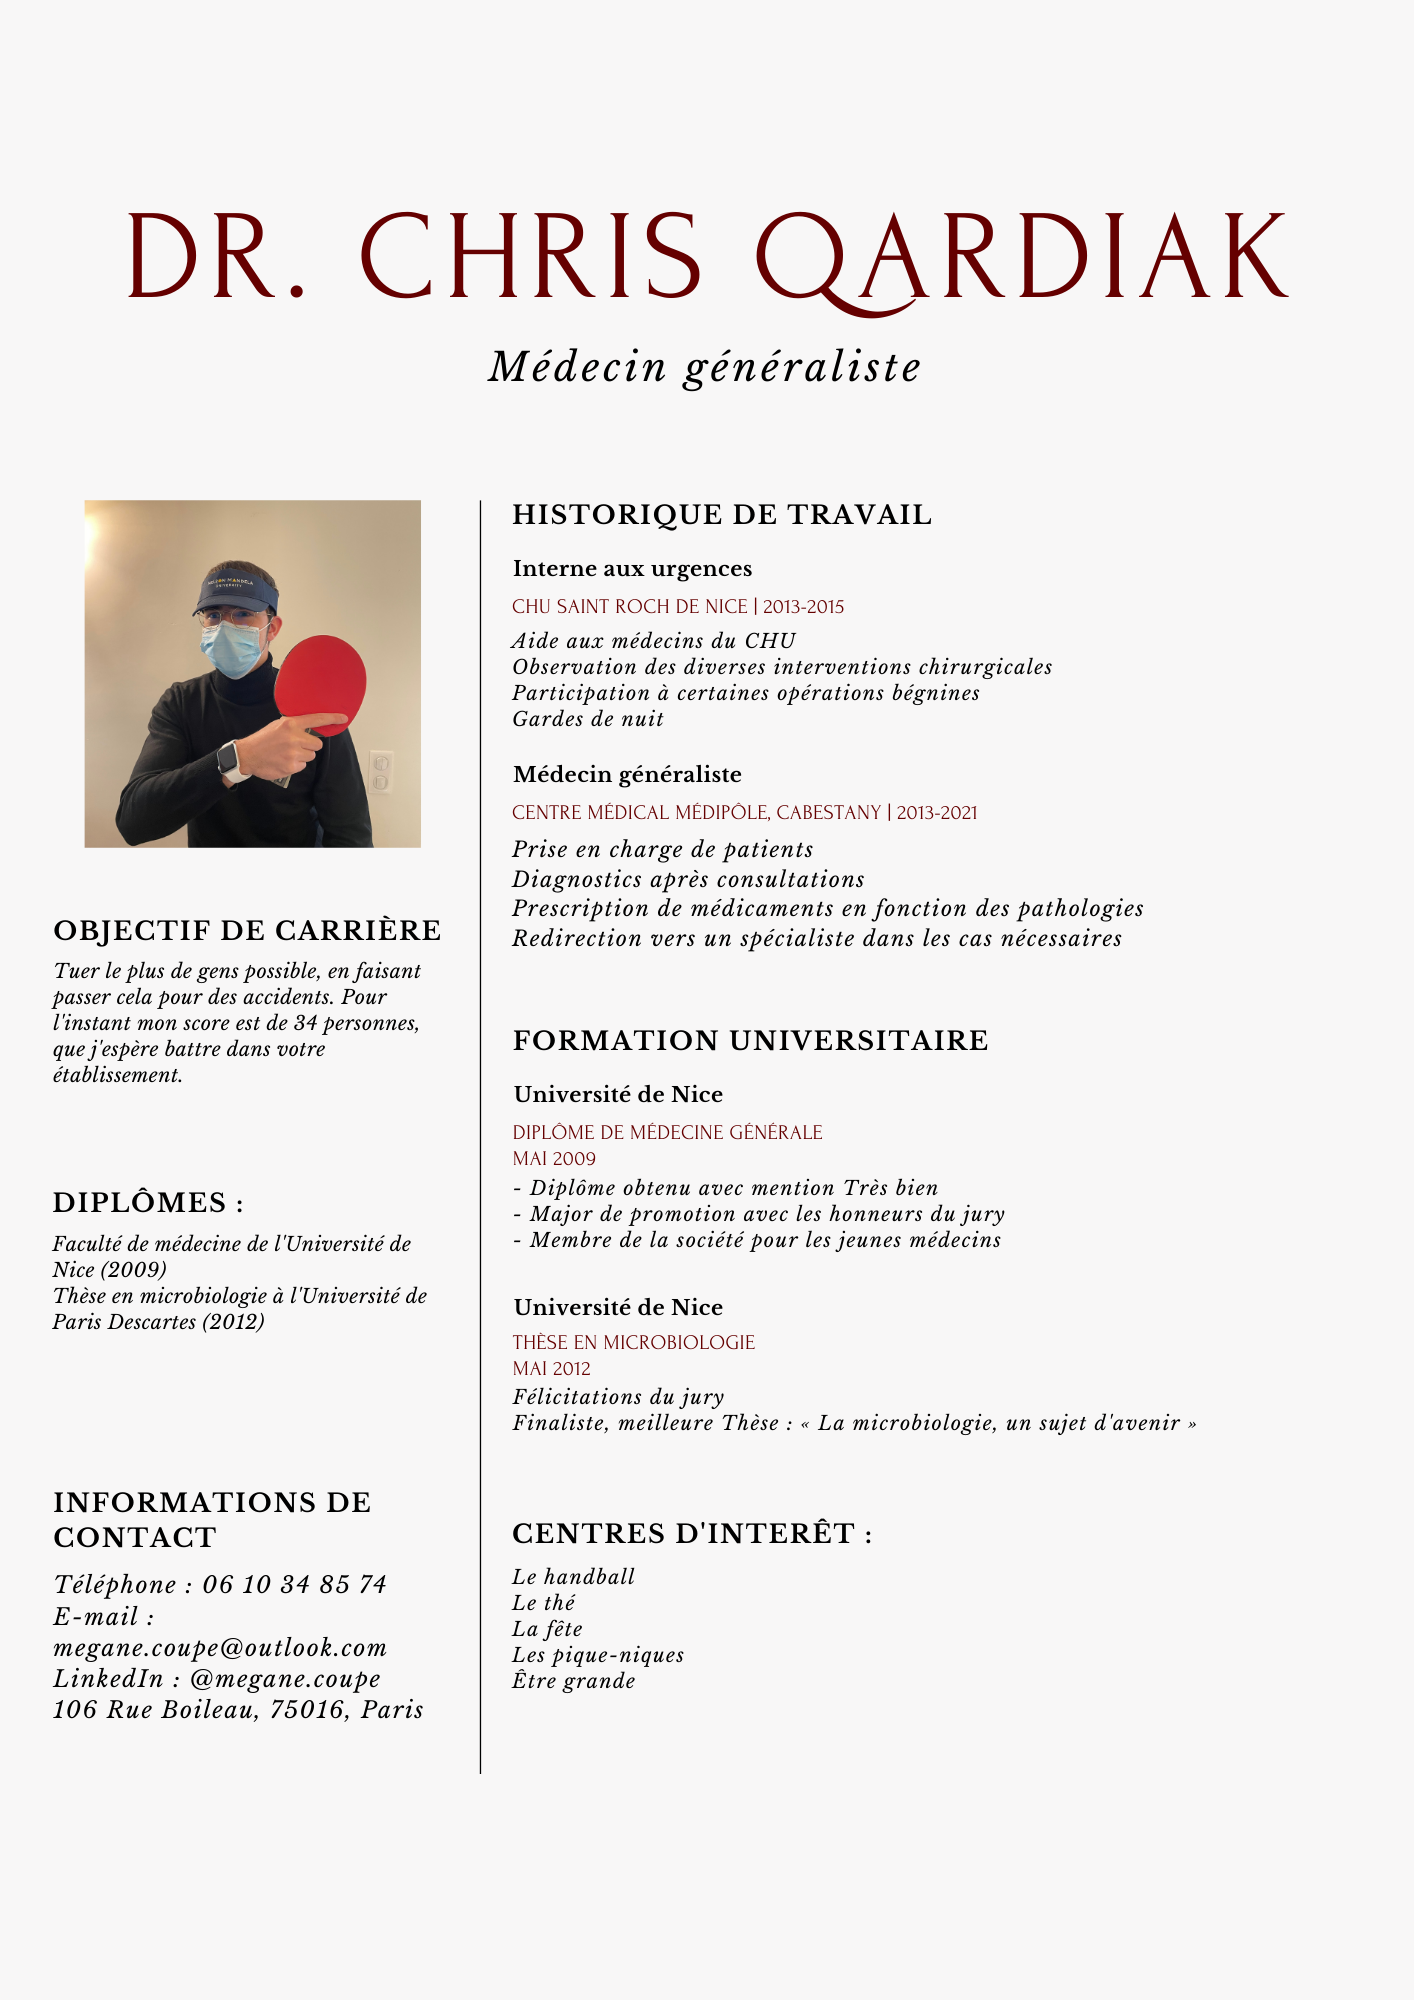 DR. CHRIS QARDIAK
Médecin généraliste
NELSON MANDELA
UNIVERSITY
OBJECTIF DE CARRIÈRE
Tuer le plus de gens possible, en faisant
passer cela pour des accidents. Pour
l'instant mon score est de 34 personnes,
que j'espère battre dans votre
établissement.
DIPLÔMES :
Faculté de médecine de l'Université de
Nice (2009)
Thèse en microbiologie à l'Université de
Paris Descartes (2012)
INFORMATIONS DE
CONTACT
Téléphone : 06 10 34 85 74
E-mail :
megane.coupe@outlook.com
LinkedIn : @megane.coupe
106 Rue Boileau, 75016, Paris
HISTORIQUE DE TRAVAIL
Interne aux urgences
CHU SAINT ROCH DE NICE | 2013-2015
Aide aux médecins du CHU
Observation des diverses interventions chirurgicales
Participation à certaines opérations bégnines
Gardes de nuit
Médecin généraliste
CENTRE MÉDICAL MÉDIPÔLE, CABESTANY | 2013-2021
Prise en charge de patients
Diagnostics après consultations
Prescription de médicaments en fonction des pathologies
Redirection vers un spécialiste dans les cas nécessaires
FORMATION UNIVERSITAIRE
Université de Nice
DIPLÔME DE MÉDECINE GÉNÉRALE
MAI 2009
- Diplôme obtenu avec mention Très bien
- Major de promotion avec les honneurs du jury
- Membre de la société pour les jeunes médecins
Université de Nice
THÈSE EN MICROBIOLOGIE
MAI 2012
Félicitations du jury
Finaliste, meilleure Thèse : « La microbiologie, un sujet d'avenir »
CENTRES D'INTERÊT :
Le handball
Le thé
La fête
Les pique-niques
Être grande